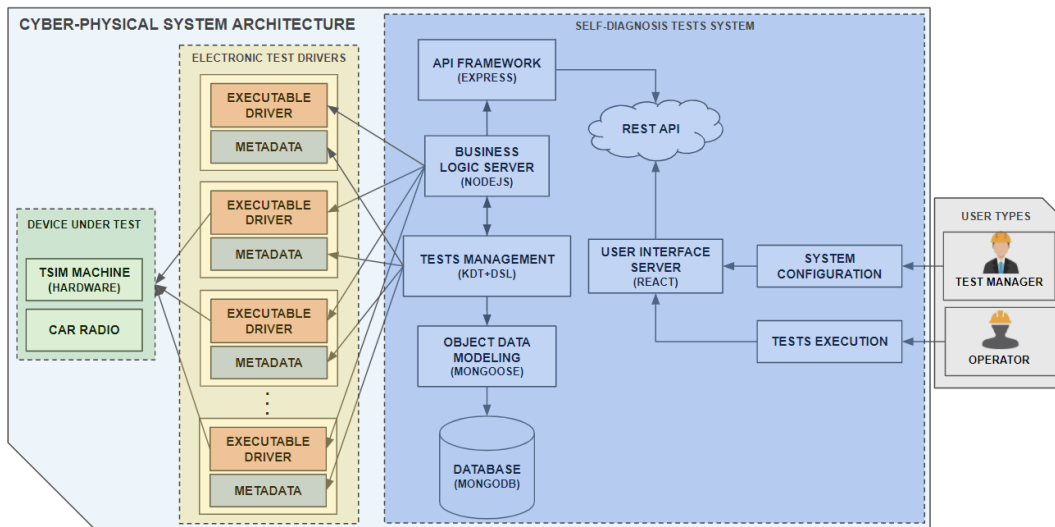 CYBER-PHYSICAL SYSTEM ARCHITECTURE
SELF-DIAGNOSIS TESTS SYSTEM
ELECTRONIC TEST DRIVERS
EXECUTABLE
DRIVER
METADATA
EXECUTABLE
DRIVER
METADATA
EXECUTABLE
DRIVER
METADATA
EXECUTABLE
DRIVER
METADATA
DEVICE UNDER TEST
TSIM MACHINE
(HARDWARE)
CAR RADIO
API FRAMEWORK
(EXPRESS)
REST API
BUSINESS
LOGIC SERVER
(NODEJS)
TESTS MANAGEMENT
(KDT+DSL)
OBJECT DATA
MODELING
(MONGOOSE)
DATABASE
(MONGODB)
USER INTERFACE
SERVER
(REACT)
SYSTEM
CONFIGURATION
TESTS EXECUTION
USER TYPES
TEST MANAGER
OPERATOR